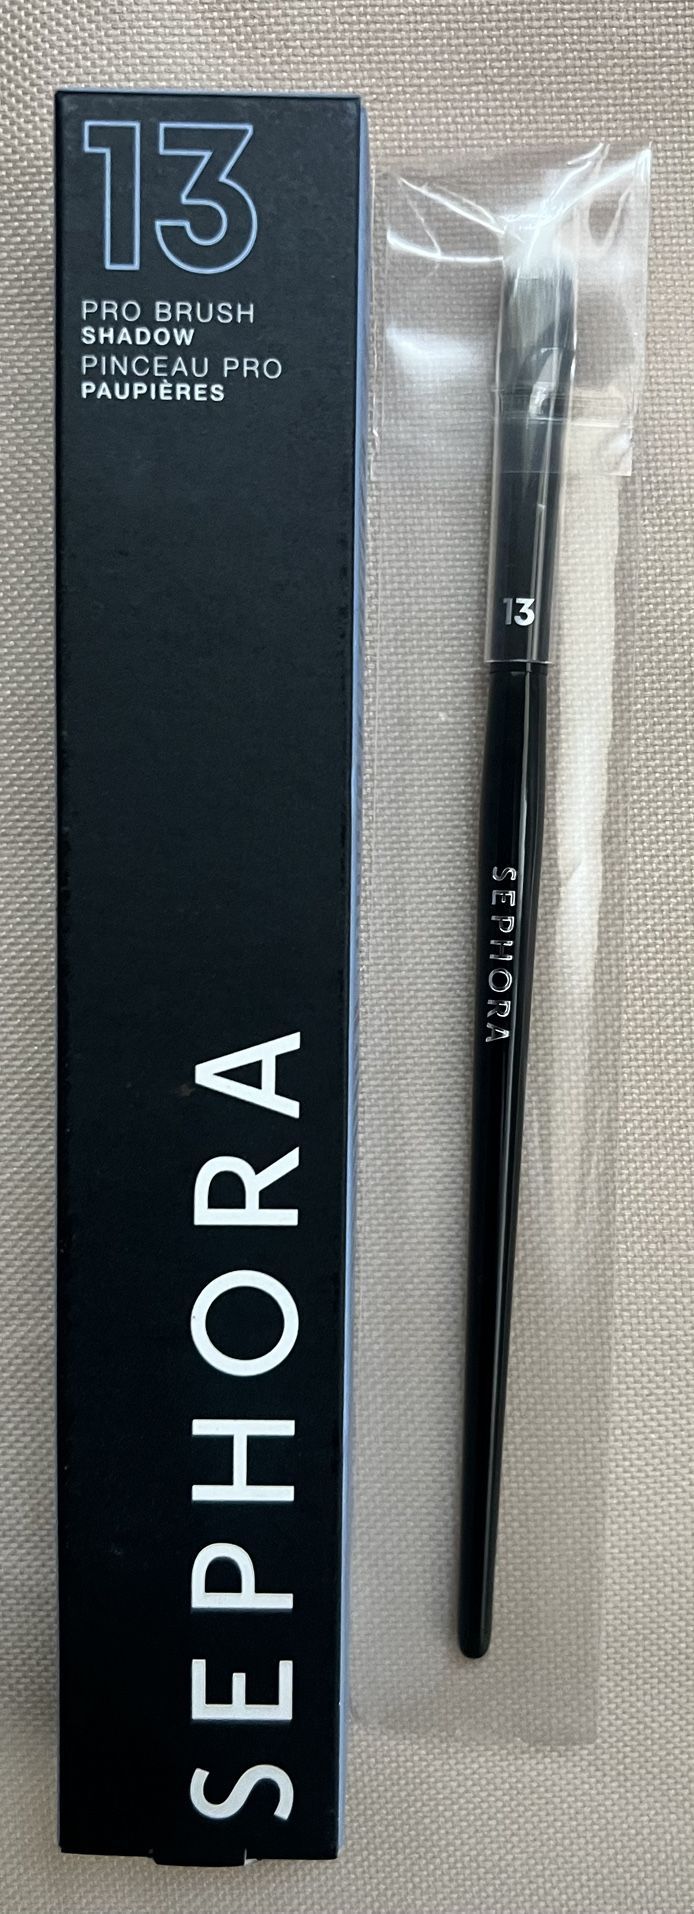 13
PRO BRUSH
SHADOW
PINCEAU PRO
PAUPIÈRES
SEPHORA
13
SEPHORA